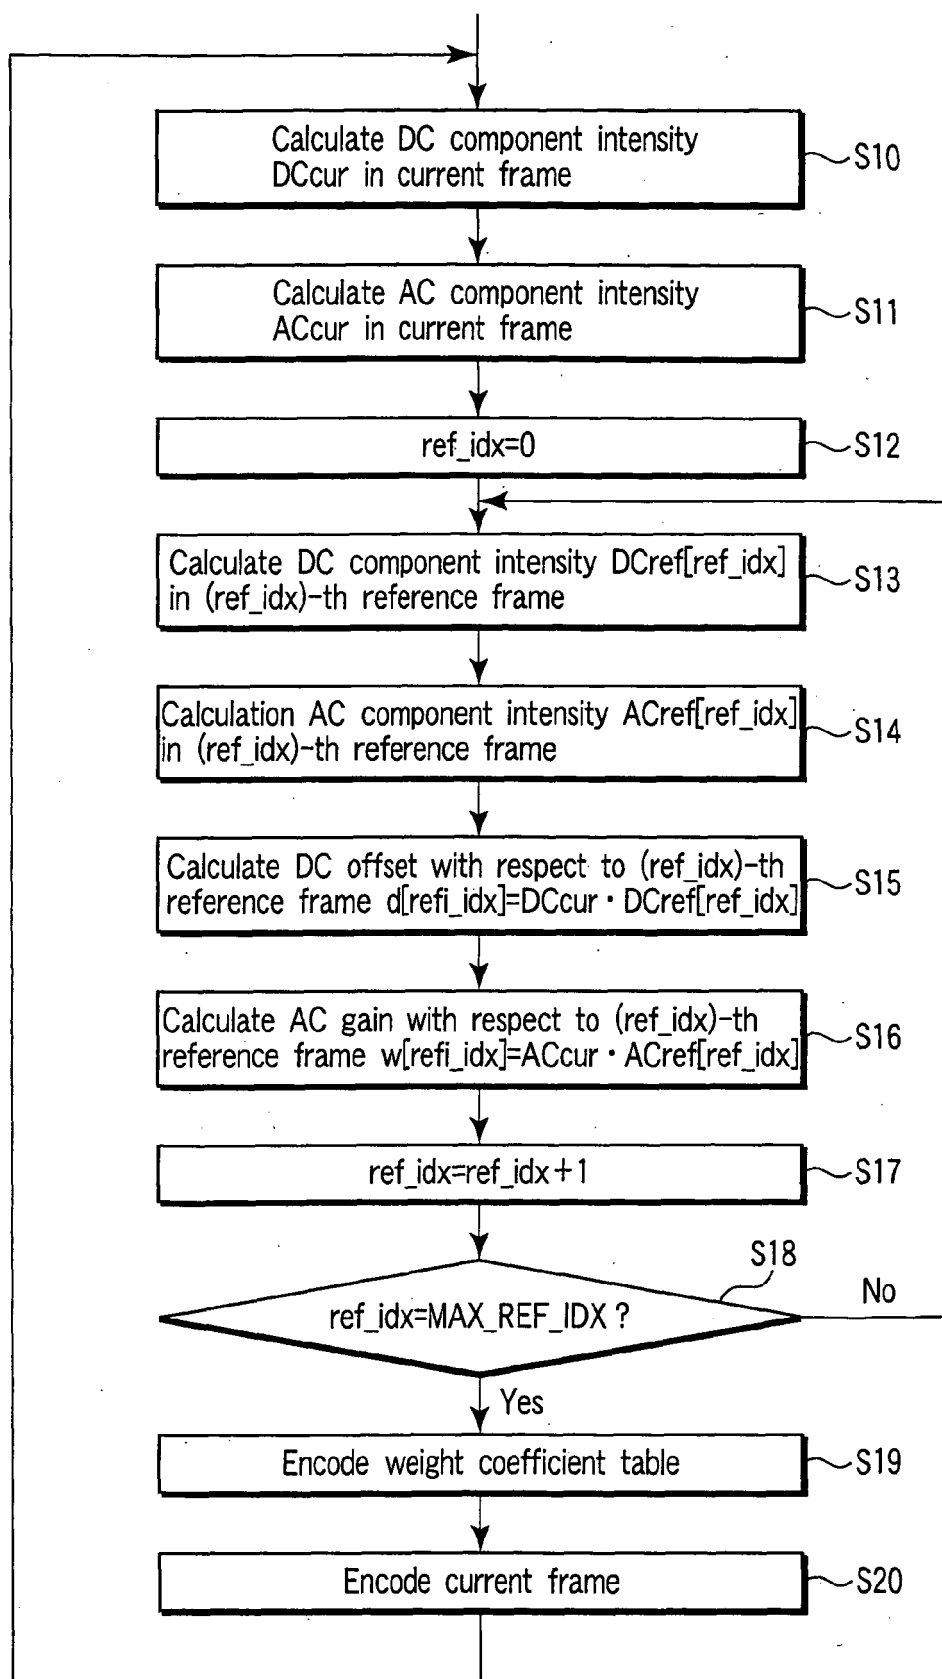 Calculate DC component intensity
DCcur in current frame
S10
Calculate AC component intensity
ACcur in current frame
S11
ref_idx=0
S12
Calculate DC component intensity DCref[ref_idx]
in (ref_idx)-th reference frame
S13
Calculation AC component intensity ACref[ref_idx]
in (ref_idx)-th reference frame
S14
Calculate DC offset with respect to (ref_idx)-th
reference frame d[refi_idx]=DCcur · DCref[ref_idx]
S15
Calculate AC gain with respect to (ref_idx)-th
reference frame w[refi_idx]=ACcur · ACref[ref_idx]
S16
ref_idx=ref_idx+1
S17
S18
ref_idx=MAX_REF_IDX ?
No
Yes
Encode weight coefficient table
S19
Encode current frame
S20